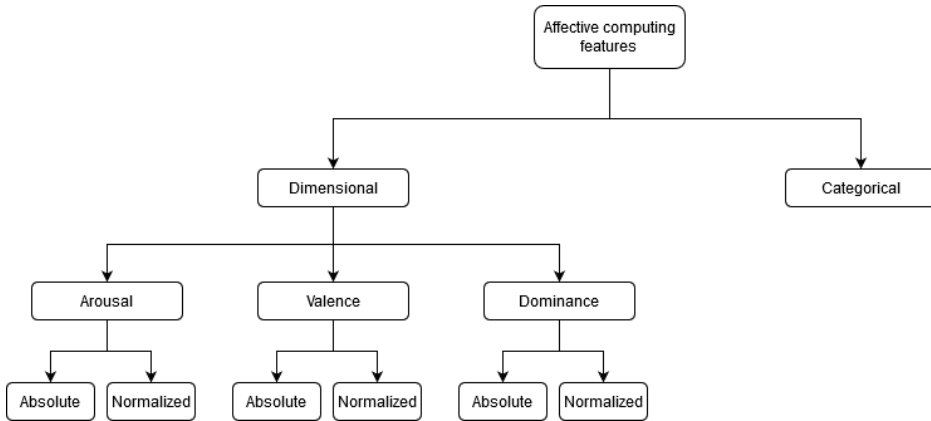 Affective computing
features
Dimensional
Categorical
Arousal
Valence
Dominance
Absolute
Normalized
Absolute
Normalized
Absolute
Normalized